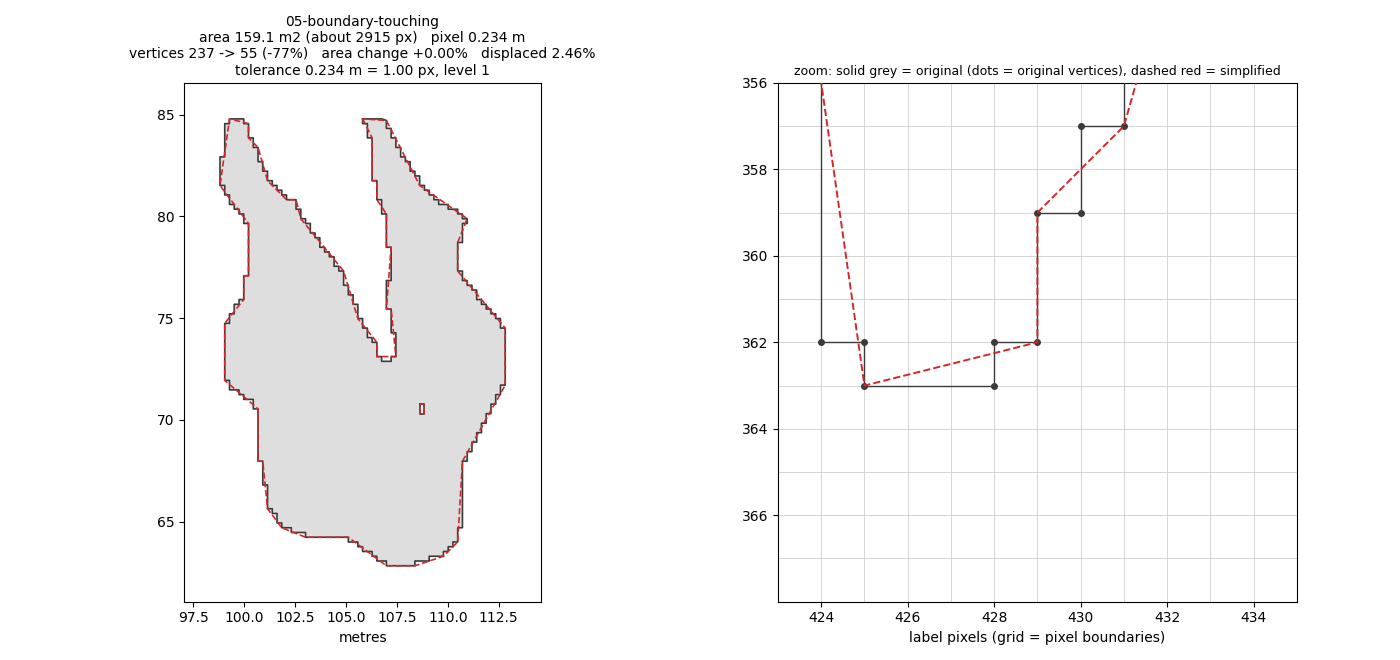 05-boundary-touching
area 159.1 m2 (about 2915 px)   pixel 0.234 m
vertices 237 -> 55 (-77%)   area change +0.00%   displaced 2.46%
tolerance 0.234 m = 1.00 px, level 1
85
80
75
70
65
97.5 100.0 102.5 105.0 107.5 110.0 112.5
metres
zoom: solid grey = original (dots = original vertices), dashed red = simplified
356
358
360
362
364
366
424 426 428 430 432 434
label pixels (grid = pixel boundaries)